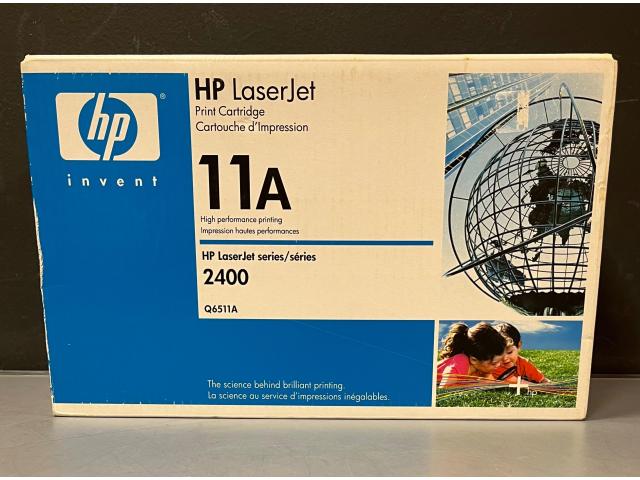 hp
®
invent
HP LaserJet
Print Cartridge
Cartouche d'Impression
11A
High performance printing
Impression hautes performances
HP LaserJet series/séries
2400
Q6511A
The science behind brilliant printing.
La science au service d'impressions inégalables.
+hp